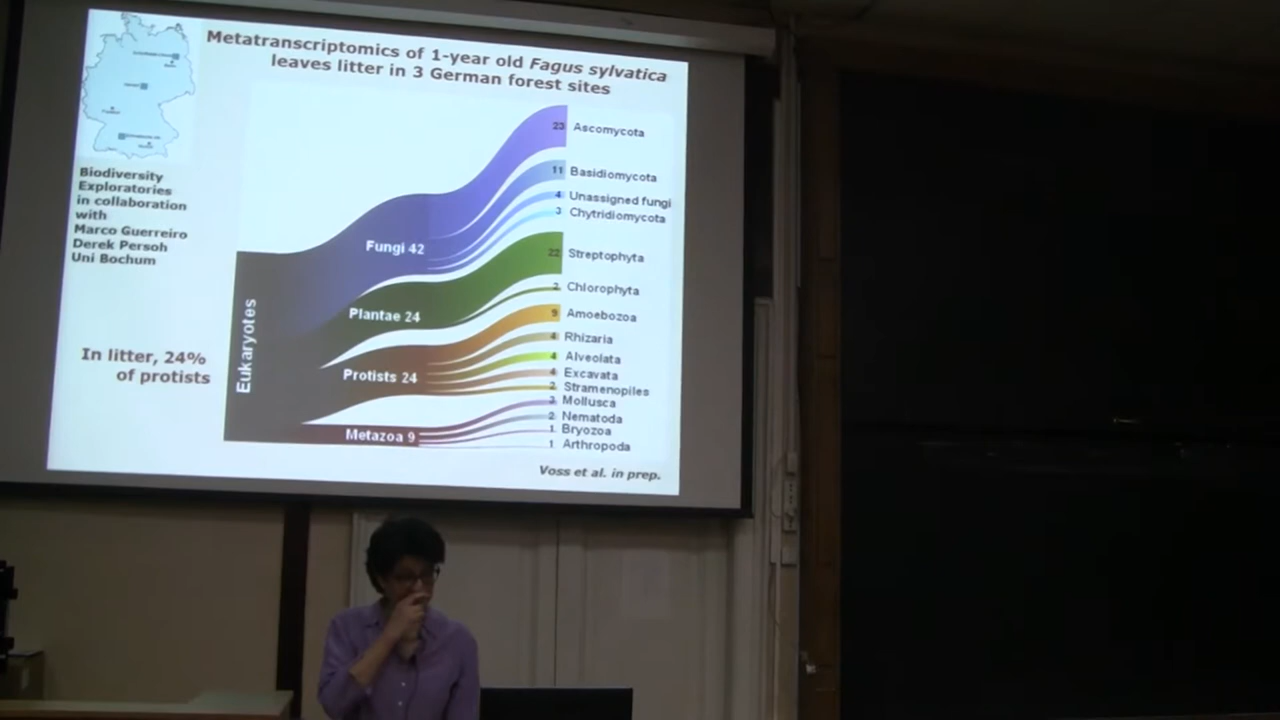 Metatranscriptomics of 1-year old Fagus sylvatica
leaves litter in 3 German forest sites
Biodiversity
Exploratories
in collaboration
with
Marco Guerreiro
Derek Persoh
Uni Bochum
In litter, 24%
of protists
Eukaryotes
Fungi 42
Plantae 24
Protists 24
Metazoa 9
23 Ascomycota
11 Basidiomycota
4 Unassigned fungi
3 Chytridiomycota
22 Streptophyta
2 Chlorophyta
9 Amoebozoa
4 Rhizaria
4 Alveolata
4 Excavata
2 Stramenopiles
3 Mollusca
2 Nematoda
1 Bryozoa
1 Arthropoda
Voss et al. in prep.